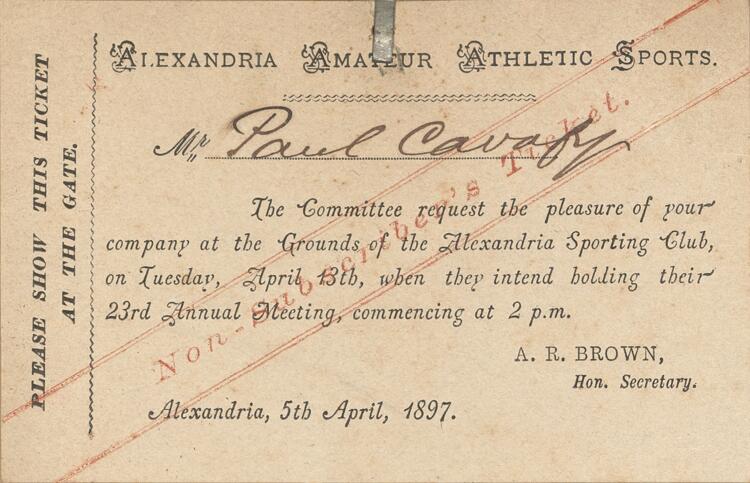 PLEASE SHOW THIS TICKET
AT THE GATE.
ALEXANDRIA AMATEUR ATHLETIC SPORTS.
Mr. Paul Cavafy
The Committee request the pleasure of your
company at the Grounds of the Alexandria Sporting Club,
on Tuesday, April 13th, when they intend holding their
23rd Annual Meeting, commencing at 2 p.m.
A. R. BROWN,
Hon. Secretary.
Alexandria, 5th April, 1897.
Non-Subscriber's Ticket.